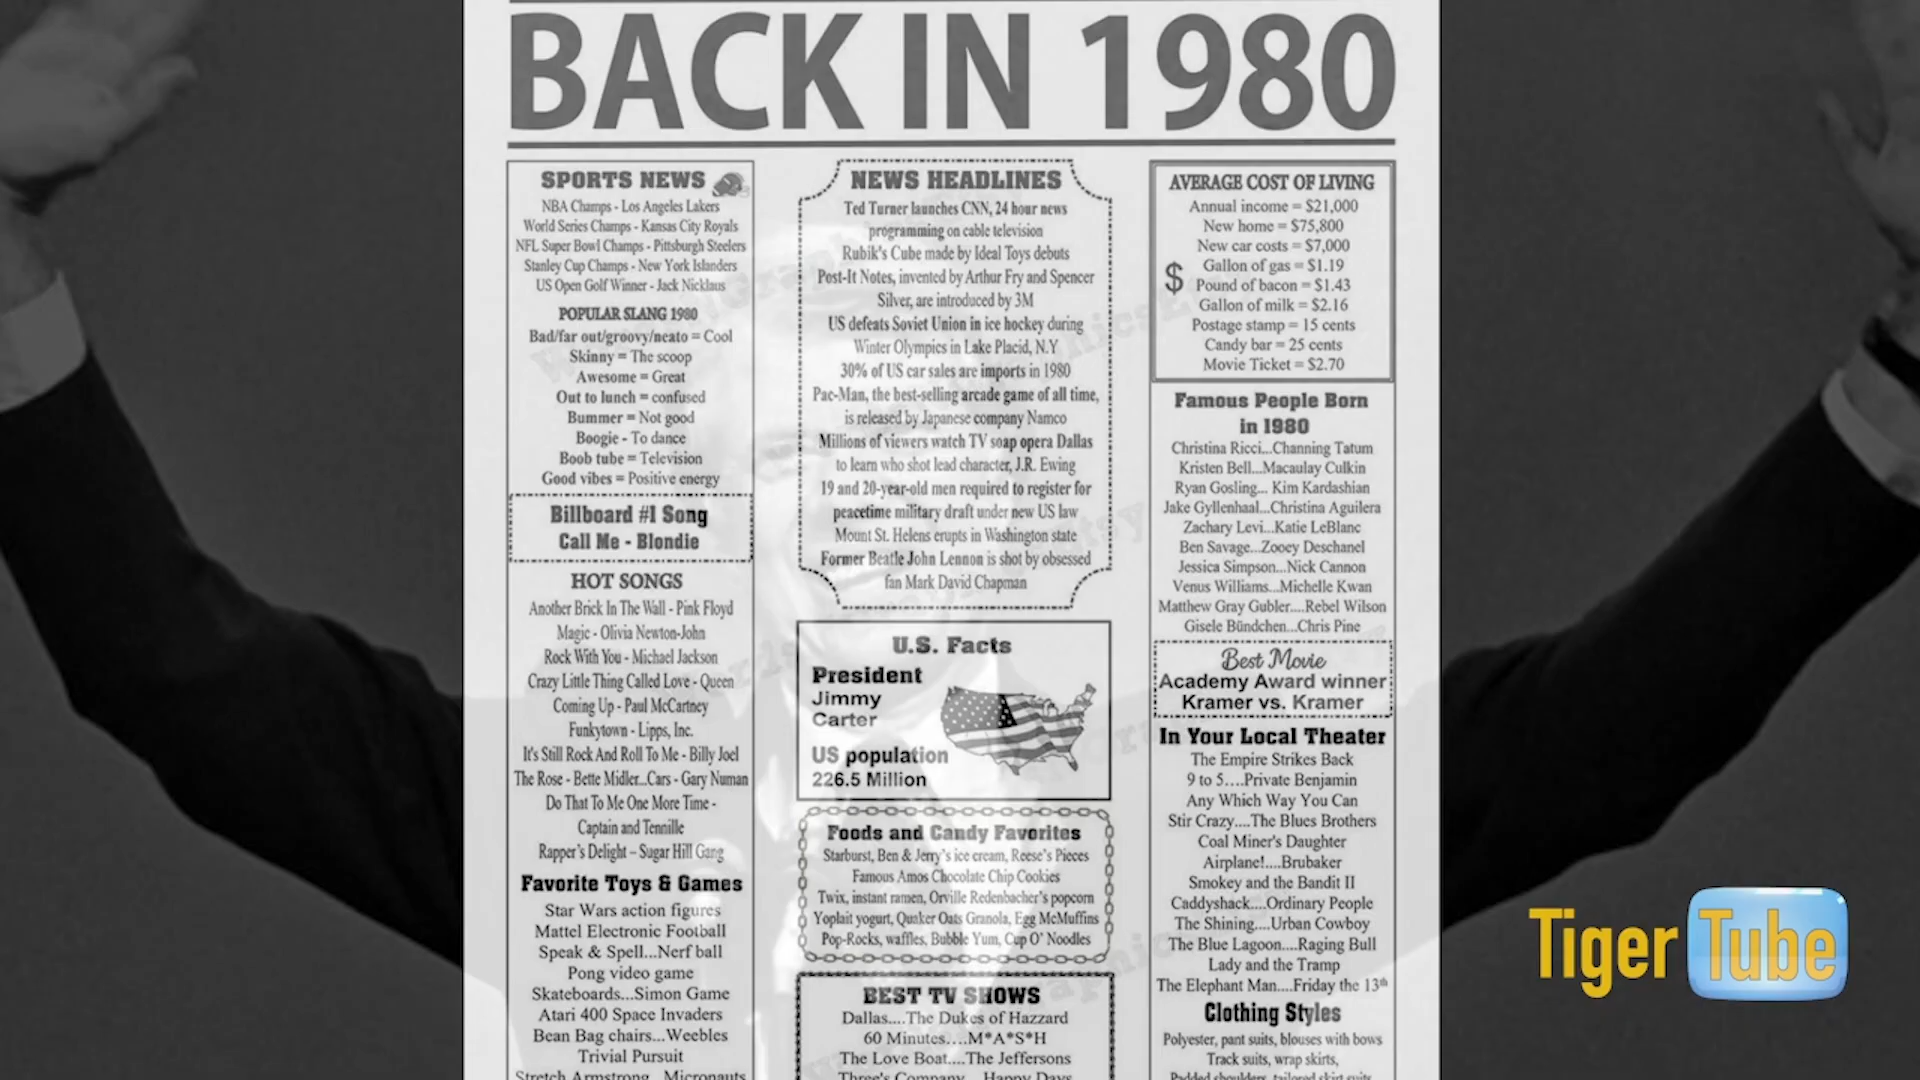 BACK IN 1980
SPORTS NEWS
NBA Champs - Los Angeles Lakers
World Series Champs - Kansas City Royals
NFL Super Bowl Champs - Pittsburgh Steelers
Stanley Cup Champs - New York Islanders
US Open Golf Winner - Jack Nicklaus
POPULAR SLANG 1980
Bad/far out/groovy/neato = Cool
Skinny = The scoop
Awesome = Great
Out to lunch = confused
Bummer = Not good
Boogie - To dance
Boob tube = Television
Good vibes = Positive energy
Billboard #1 Song
Call Me - Blondie
HOT SONGS
Another Brick In The Wall - Pink Floyd
Magic - Olivia Newton-John
Rock With You - Michael Jackson
Crazy Little Thing Called Love - Queen
Coming Up - Paul McCartney
Funkytown - Lipps, Inc.
It's Still Rock And Roll To Me - Billy Joel
The Rose - Bette Midler...Cars - Gary Numan
Do That To Me One More Time -
Captain and Tennille
Rapper's Delight – Sugar Hill Gang
Favorite Toys & Games
Star Wars action figures
Mattel Electronic Football
Speak & Spell...Nerf ball
Pong video game
Skateboards...Simon Game
Atari 400 Space Invaders
Bean Bag chairs...Weebles
Trivial Pursuit
Stretch Armstrong...Micronauts
NEWS HEADLINES
Ted Turner launches CNN, 24 hour news
programming on cable television
Rubik's Cube made by Ideal Toys debuts
Post-It Notes, invented by Arthur Fry and Spencer
Silver, are introduced by 3M
US defeats Soviet Union in ice hockey during
Winter Olympics in Lake Placid, N.Y
30% of US car sales are imports in 1980
Pac-Man, the best-selling arcade game of all time,
is released by Japanese company Namco
Millions of viewers watch TV soap opera Dallas
to learn who shot lead character, J.R. Ewing
19 and 20-year-old men required to register for
peacetime military draft under new US law
Mount St. Helens erupts in Washington state
Former Beatle John Lennon is shot by obsessed
fan Mark David Chapman
U.S. Facts
President
Jimmy
Carter
US population
226.5 Million
Foods and Candy Favorites
Starburst, Ben & Jerry's ice cream, Reese's Pieces
Famous Amos Chocolate Chip Cookies
Twix, instant ramen, Orville Redenbacher's popcorn
Yoplait yogurt, Quaker Oats Granola, Egg McMuffins
Pop-Rocks, waffles, Bubble Yum, Cup O' Noodles
BEST TV SHOWS
Dallas....The Dukes of Hazzard
60 Minutes....M*A*S*H
The Love Boat....The Jeffersons
Three's Company....Happy Days
AVERAGE COST OF LIVING
Annual income = $21,000
New home = $75,800
New car costs = $7,000
Gallon of gas = $1.19
$ Pound of bacon = $1.43
Gallon of milk = $2.16
Postage stamp = 15 cents
Candy bar = 25 cents
Movie Ticket = $2.70
Famous People Born
in 1980
Christina Ricci...Channing Tatum
Kristen Bell...Macaulay Culkin
Ryan Gosling... Kim Kardashian
Jake Gyllenhaal...Christina Aguilera
Zachary Levi...Katie LeBlanc
Ben Savage...Zooey Deschanel
Jessica Simpson...Nick Cannon
Venus Williams...Michelle Kwan
Matthew Gray Gubler....Rebel Wilson
Gisele Bündchen...Chris Pine
Best Movie
Academy Award winner
Kramer vs. Kramer
In Your Local Theater
The Empire Strikes Back
9 to 5....Private Benjamin
Any Which Way You Can
Stir Crazy....The Blues Brothers
Coal Miner's Daughter
Airplane!....Brubaker
Smokey and the Bandit II
Caddyshack....Ordinary People
The Shining....Urban Cowboy
The Blue Lagoon....Raging Bull
Lady and the Tramp
The Elephant Man....Friday the 13th
Clothing Styles
Polyester, pant suits, blouses with bows
Track suits, wrap skirts,
Padded shoulders, tailored skirt suits
Tiger Tube